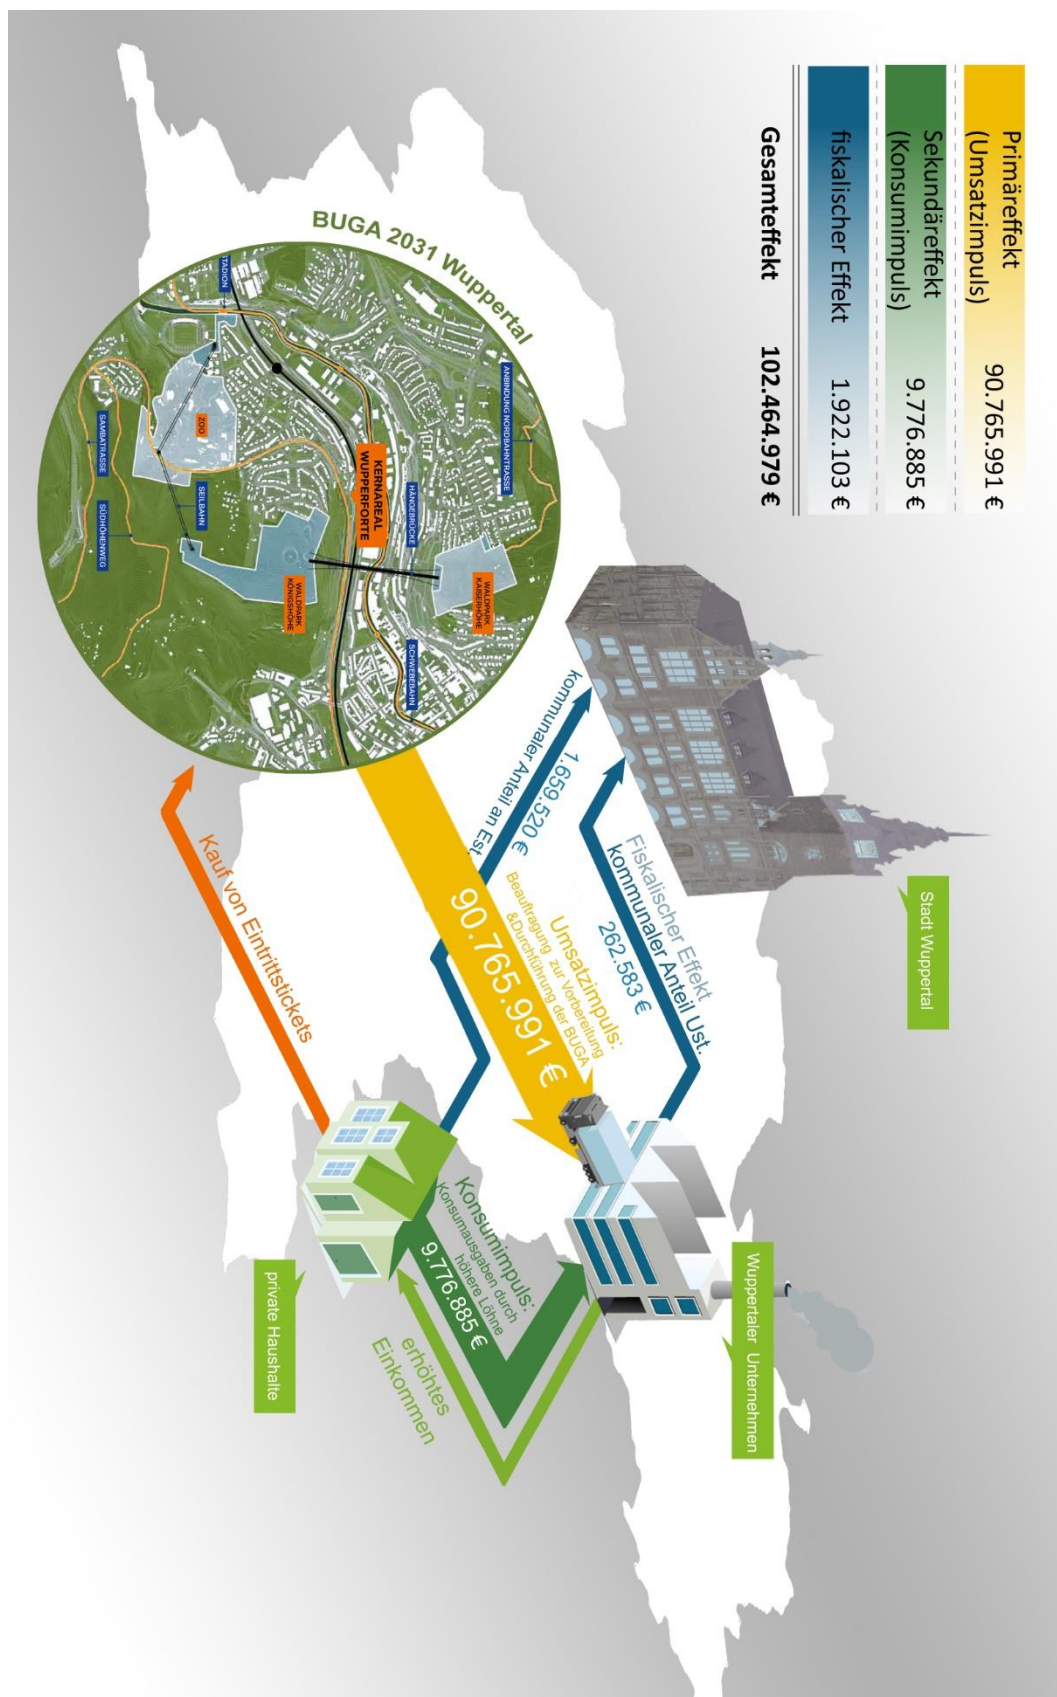 Primäreffekt
(Umsatzimpuls) 90.765.991 €
Sekundäreffekt
(Konsumimpuls) 9.776.885 €
fiskalischer Effekt 1.922.103 €
Gesamteffekt 102.464.979 €
BUGA 2031 Wuppertal
ANBINDUNG NORDBAHNTRASSE
WALDPARK
KAISERHÖHE
HÄNGEBRÜCKE
SCHWEBEBAHN
KERNAREAL
WUPPERFORTE
STADION
ZOO
WALDPARK
KÖNIGSHÖHE
SEILBAHN
SAMBATRASSE
SÜDHÖHENWEG
Stadt Wuppertal
Fiskalischer Effekt
kommunaler Anteil Ust.
262.583 €
1.659.520 €
kommunaler Anteil an Est.
Umsatzimpuls:
Beauftragung zur Vorbereitung
&Durchführung der BUGA
90.765.991 €
Kauf von Eintrittstickets
Wuppertaler Unternehmen
Konsumimpuls:
Konsumausgaben durch
höhere Löhne
9.776.885 €
erhöhtes
Einkommen
private Haushalte